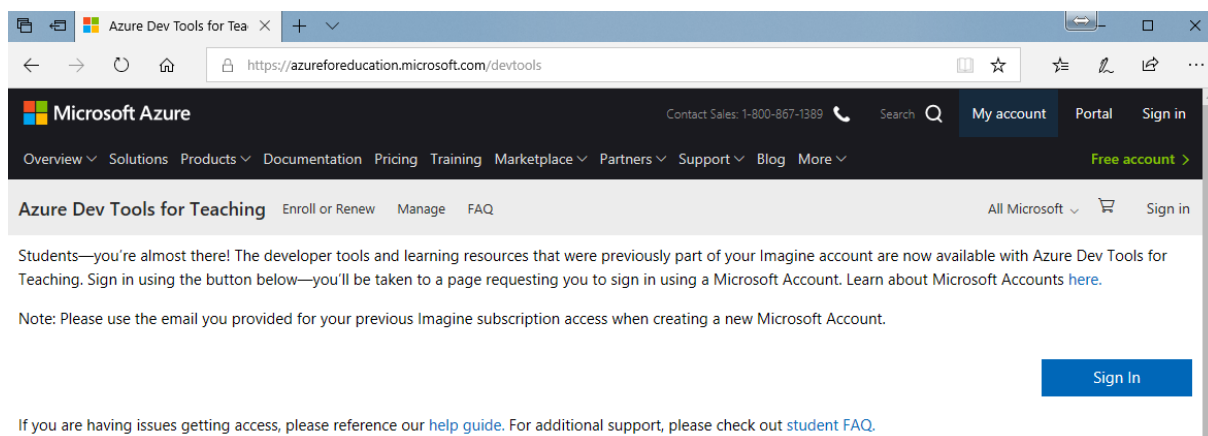 Azure Dev Tools for Tea
https://azureforeducation.microsoft.com/devtools
Microsoft Azure Contact Sales: 1-800-867-1389 Search My account Portal Sign in
Overview Solutions Products Documentation Pricing Training Marketplace Partners Support Blog More Free account >
Azure Dev Tools for Teaching Enroll or Renew Manage FAQ All Microsoft Sign in
Students—you're almost there! The developer tools and learning resources that were previously part of your Imagine account are now available with Azure Dev Tools for
Teaching. Sign in using the button below—you'll be taken to a page requesting you to sign in using a Microsoft Account. Learn about Microsoft Accounts here.
Note: Please use the email you provided for your previous Imagine subscription access when creating a new Microsoft Account.
Sign In
If you are having issues getting access, please reference our help guide. For additional support, please check out student FAQ.